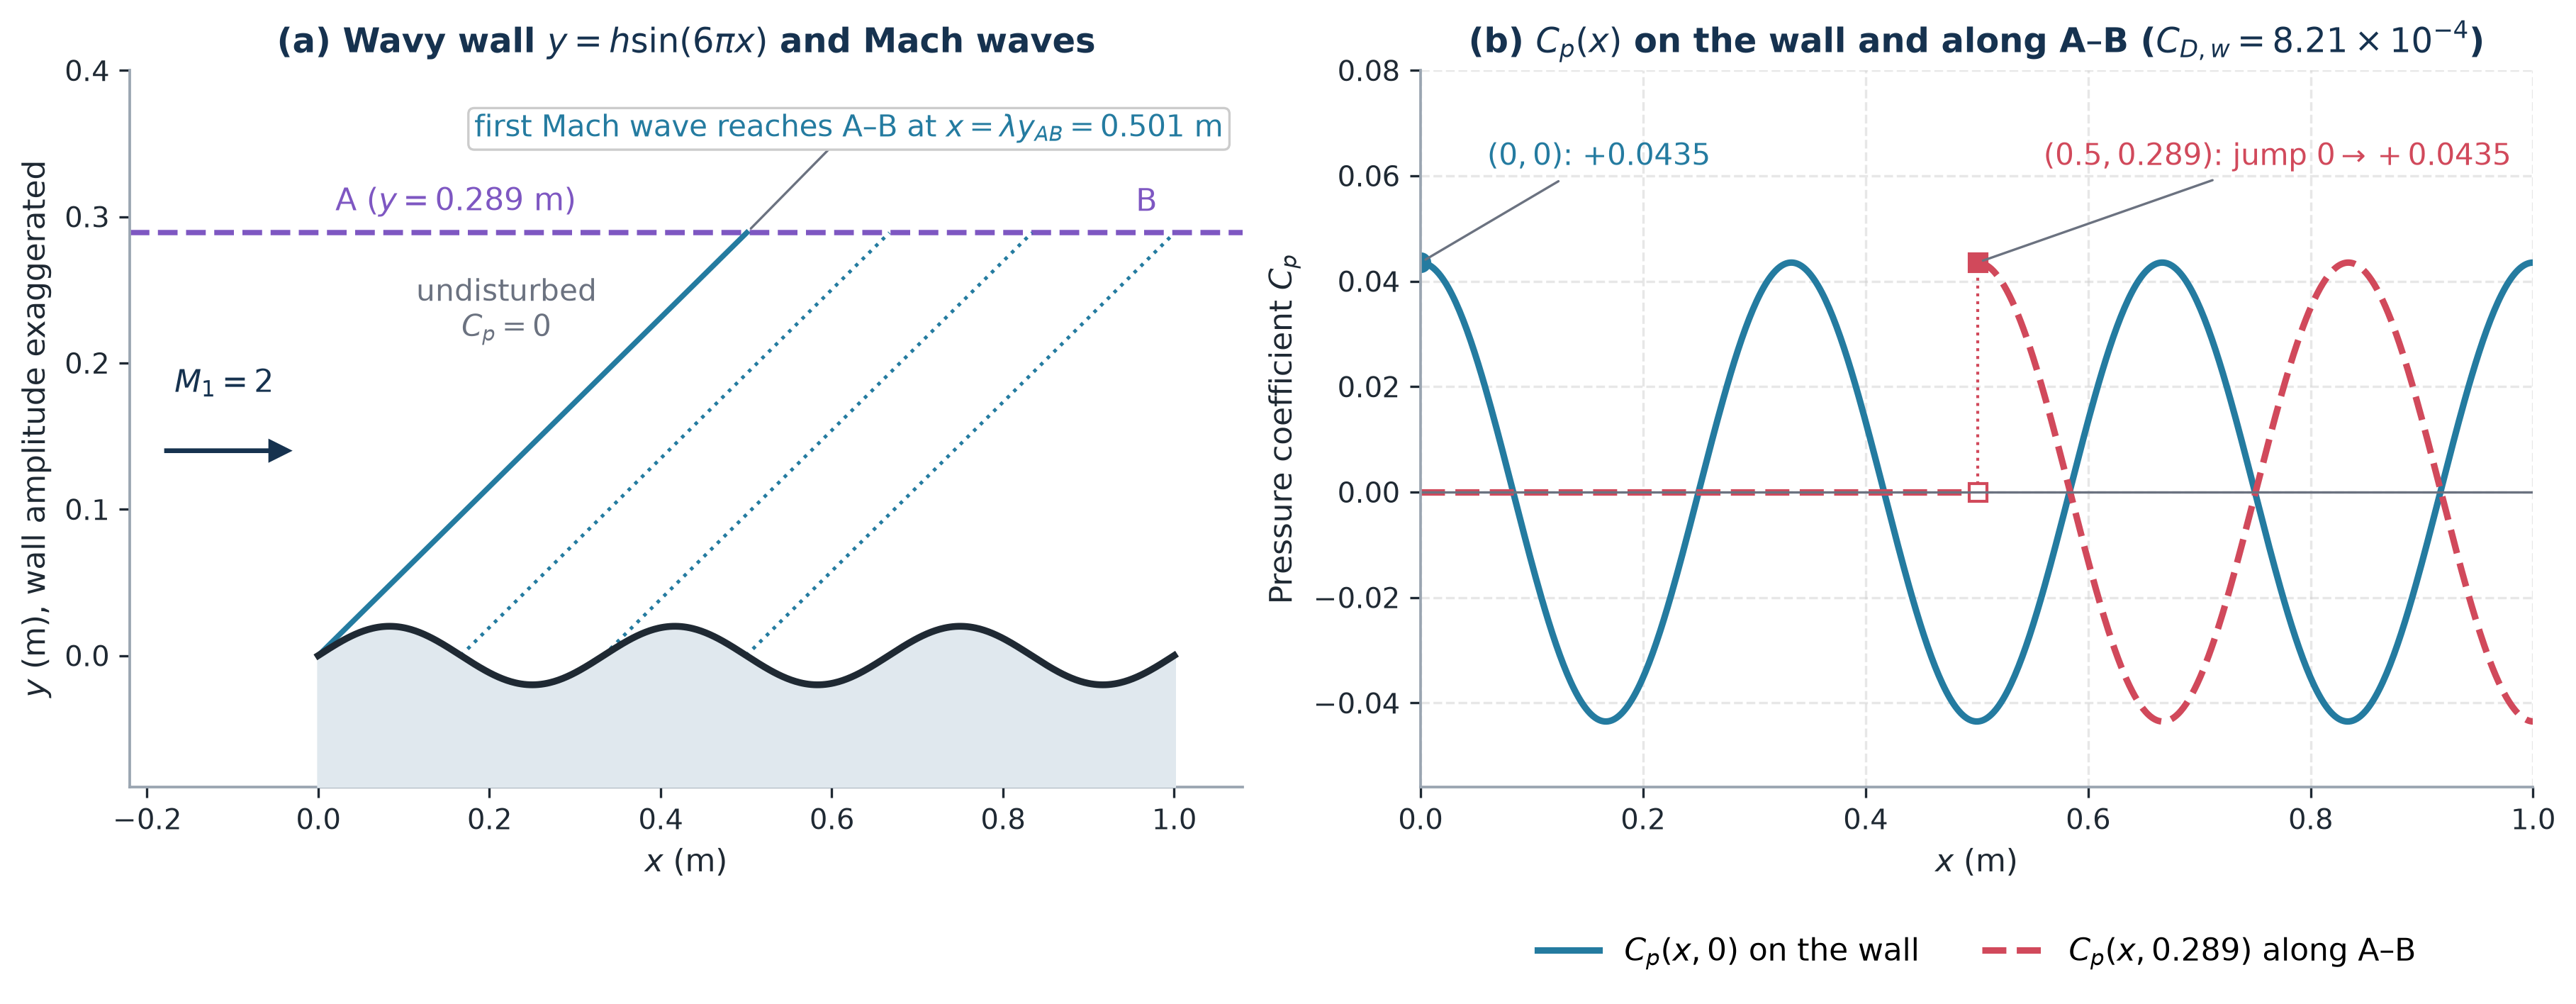 (a) Wavy wall y = h sin(6πx) and Mach waves
0.4
0.3
0.2
0.1
0.0
y (m), wall amplitude exaggerated
first Mach wave reaches A–B at x = λy_{AB} = 0.501 m
A (y = 0.289 m)
B
undisturbed
C_p = 0
M_1 = 2
−0.2
0.0
0.2
0.4
0.6
0.8
1.0
x (m)
(b) C_p(x) on the wall and along A–B (C_{D,w} = 8.21 × 10^{−4})
0.08
0.06
0.04
0.02
0.00
−0.02
−0.04
Pressure coefficient C_p
(0, 0): +0.0435
(0.5, 0.289): jump 0 → +0.0435
0.0
0.2
0.4
0.6
0.8
1.0
x (m)
C_p(x, 0) on the wall
C_p(x, 0.289) along A–B